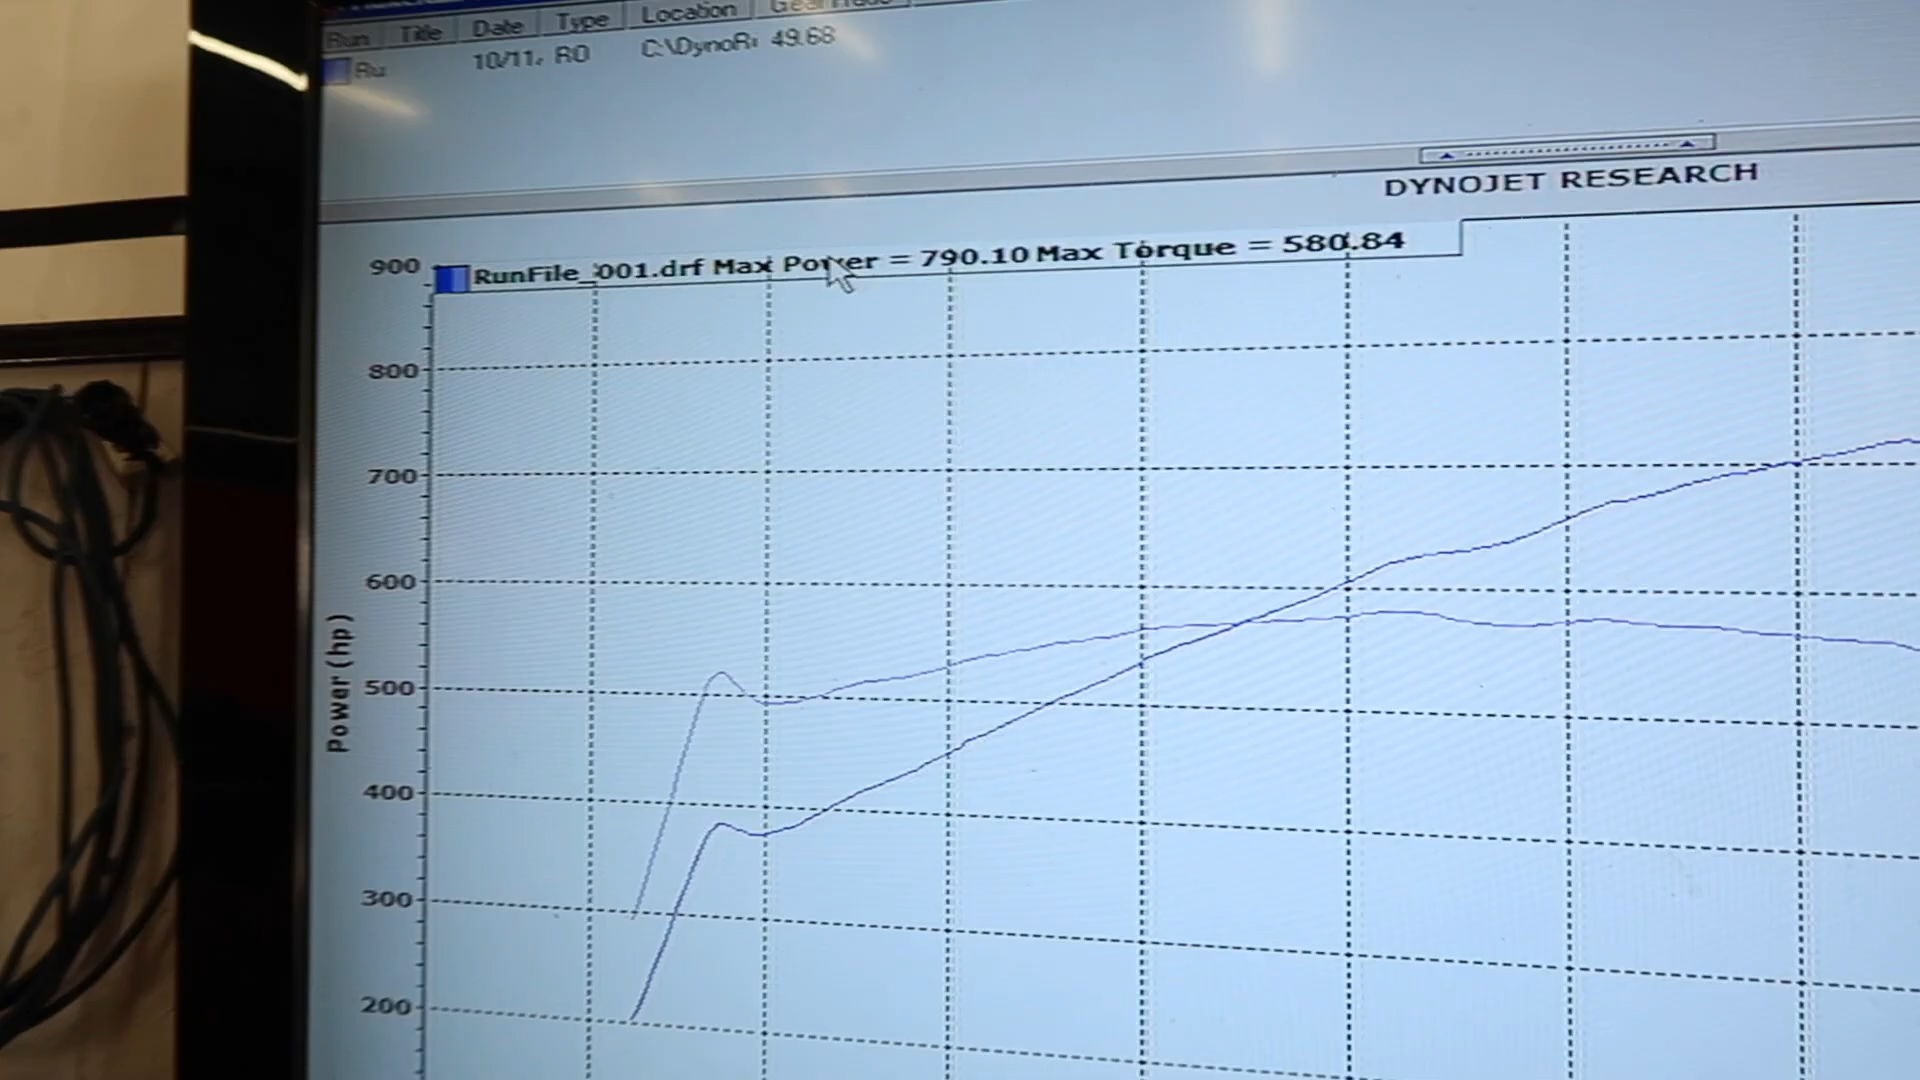 Run Title Date Type Location
Ru 10/11/ RO C:\DynoR 49.68
DYNOJET RESEARCH
RunFile_001.drf Max Power = 790.10 Max Torque = 580.84
900
800
700
600
500
400
300
200
Power (hp)